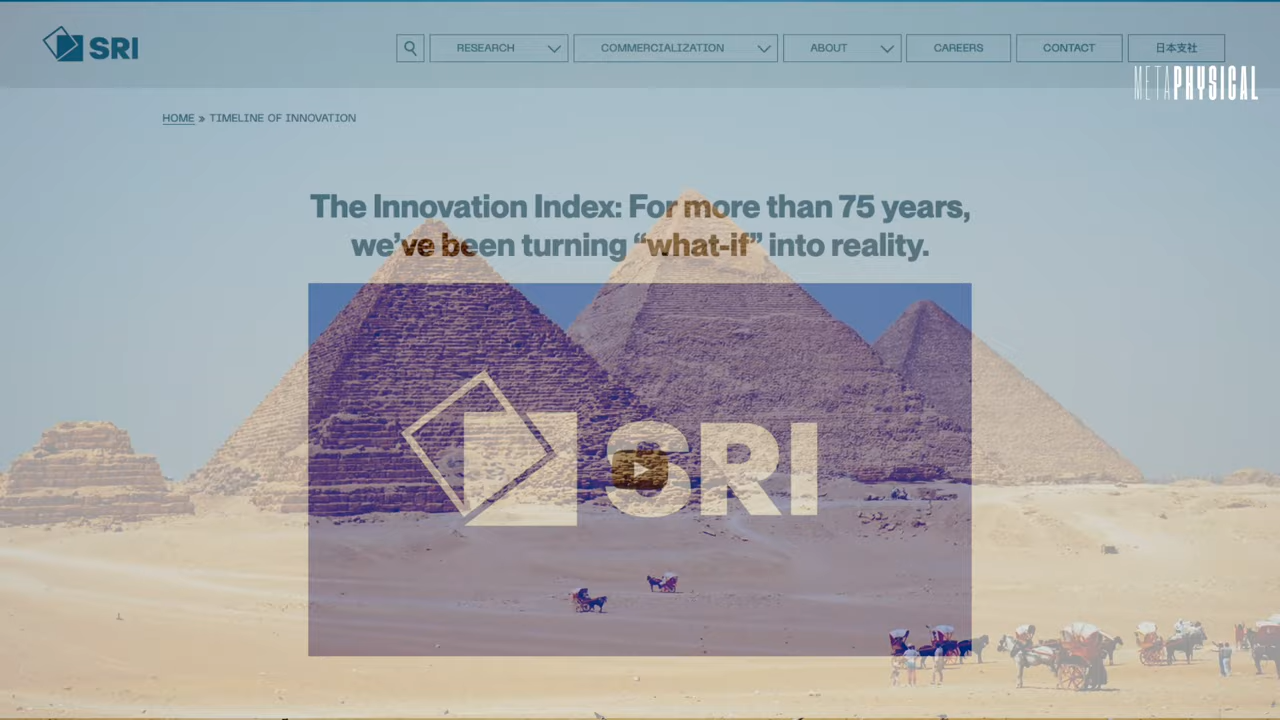 SRI
RESEARCH
COMMERCIALIZATION
ABOUT
CAREERS
CONTACT
日本支社
METAPHYSICAL
HOME » TIMELINE OF INNOVATION
The Innovation Index: For more than 75 years,
we've been turning “what-if” into reality.
SRI